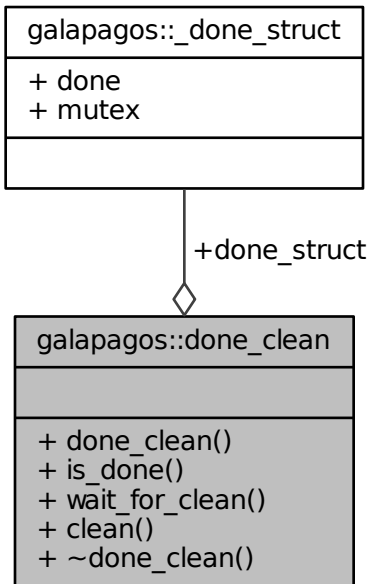 galapagos::_done_struct
+ done
+ mutex
+done_struct
galapagos::done_clean
+ done_clean()
+ is_done()
+ wait_for_clean()
+ clean()
+ ~done_clean()